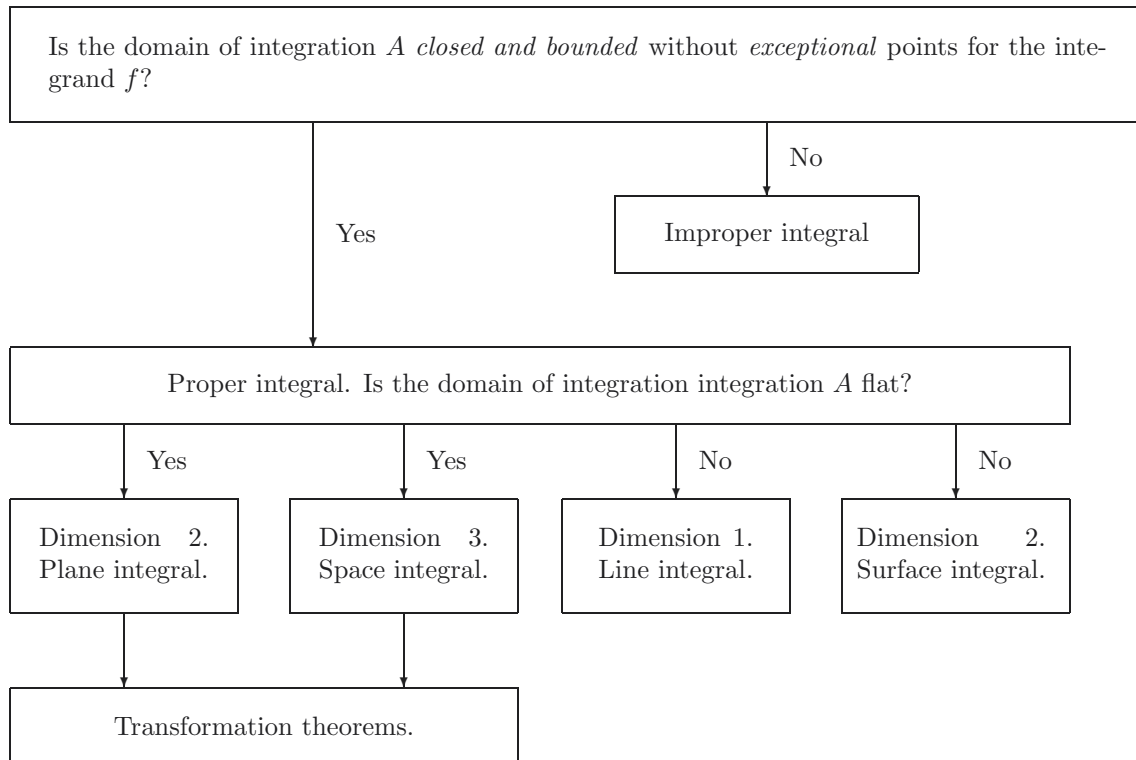 Is the domain of integration A closed and bounded without exceptional points for the inte-
grand f?
No
Improper integral
Yes
Proper integral. Is the domain of integration integration A flat?
Yes
Yes
No
No
Dimension 2.
Plane integral.
Dimension 3.
Space integral.
Dimension 1.
Line integral.
Dimension 2.
Surface integral.
Transformation theorems.